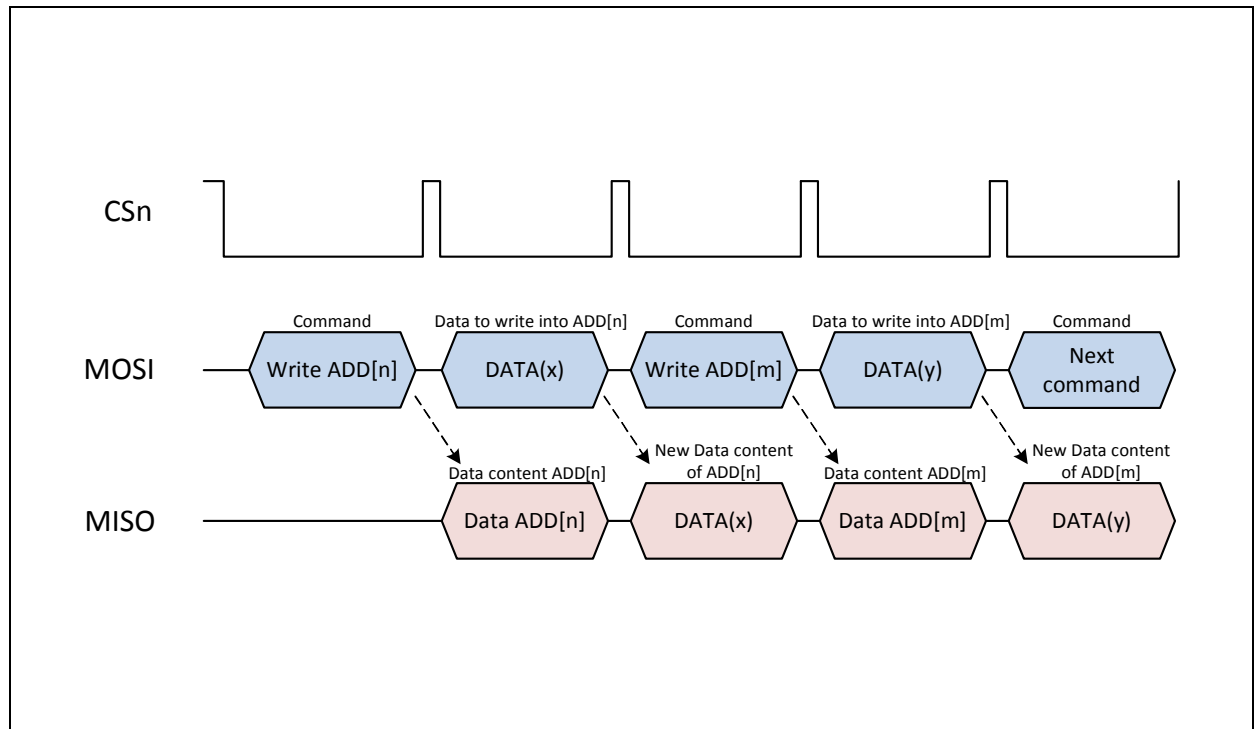 CSn
Command
Data to write into ADD[n]
Command
Data to write into ADD[m]
Command
MOSI
Write ADD[n]
DATA(x)
Write ADD[m]
DATA(y)
Next
command
Data content ADD[n]
New Data content
of ADD[n]
Data content ADD[m]
New Data content
of ADD[m]
MISO
Data ADD[n]
DATA(x)
Data ADD[m]
DATA(y)